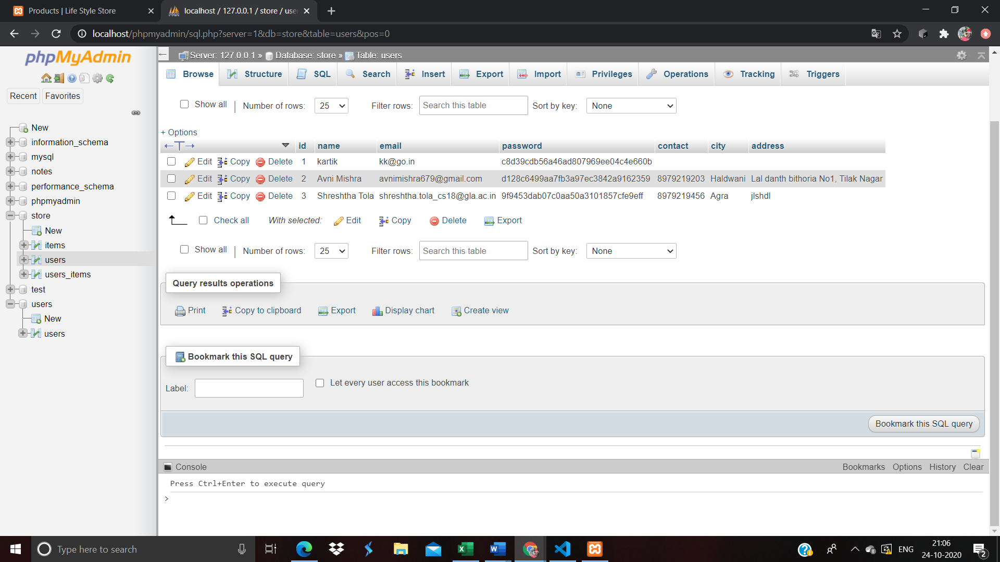 Products | Life Style Store
localhost / 127.0.0.1 / store / use
localhost/phpmyadmin/sql.php?server=1&db=store&table=users&pos=0
phpMyAdmin
Recent Favorites
New
information_schema
mysql
notes
performance_schema
phpmyadmin
store
New
items
users
users_items
test
users
New
users
Server: 127.0.0.1 » Database: store » Table: users
Browse Structure SQL Search Insert Export Import Privileges Operations Tracking Triggers
Show all | Number of rows: 25 Filter rows: Search this table Sort by key: None
+ Options
←T→ id name email password contact city address
Edit Copy Delete 1 kartik kk@go.in c8d39cdb56a46ad807969ee04c4e660b
Edit Copy Delete 2 Avni Mishra avnimishra679@gmail.com d128c6499aa7fb3a97ec3842a9162359 8979219203 Haldwani Lal danth bithoria No1, Tilak Nagar
Edit Copy Delete 3 Shreshtha Tola shreshtha.tola_cs18@gla.ac.in 9f9453dab07c0aa50a3101857cfe9eff 8979219456 Agra jlshdl
Check all With selected: Edit Copy Delete Export
Show all | Number of rows: 25 Filter rows: Search this table Sort by key: None
Query results operations
Print Copy to clipboard Export Display chart Create view
Bookmark this SQL query
Label: Let every user access this bookmark
Bookmark this SQL query
Console Bookmarks Options History Clear
Press Ctrl+Enter to execute query
>
Type here to search
ENG
21:06
24-10-2020
2